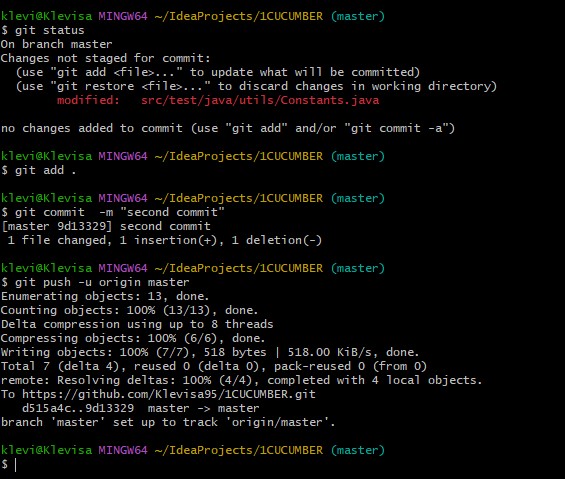 klevi@Klevisa MINGW64 ~/IdeaProjects/1CUCUMBER (master)
$ git status
On branch master
Changes not staged for commit:
  (use "git add <file>..." to update what will be committed)
  (use "git restore <file>..." to discard changes in working directory)
        modified:   src/test/java/utils/Constants.java

no changes added to commit (use "git add" and/or "git commit -a")

klevi@Klevisa MINGW64 ~/IdeaProjects/1CUCUMBER (master)
$ git add .

klevi@Klevisa MINGW64 ~/IdeaProjects/1CUCUMBER (master)
$ git commit  -m "second commit"
[master 9d13329] second commit
 1 file changed, 1 insertion(+), 1 deletion(-)

klevi@Klevisa MINGW64 ~/IdeaProjects/1CUCUMBER (master)
$ git push -u origin master
Enumerating objects: 13, done.
Counting objects: 100% (13/13), done.
Delta compression using up to 8 threads
Compressing objects: 100% (6/6), done.
Writing objects: 100% (7/7), 518 bytes | 518.00 KiB/s, done.
Total 7 (delta 4), reused 0 (delta 0), pack-reused 0 (from 0)
remote: Resolving deltas: 100% (4/4), completed with 4 local objects.
To https://github.com/Klevisa95/1CUCUMBER.git
   d515a4c..9d13329  master -> master
branch 'master' set up to track 'origin/master'.

klevi@Klevisa MINGW64 ~/IdeaProjects/1CUCUMBER (master)
$